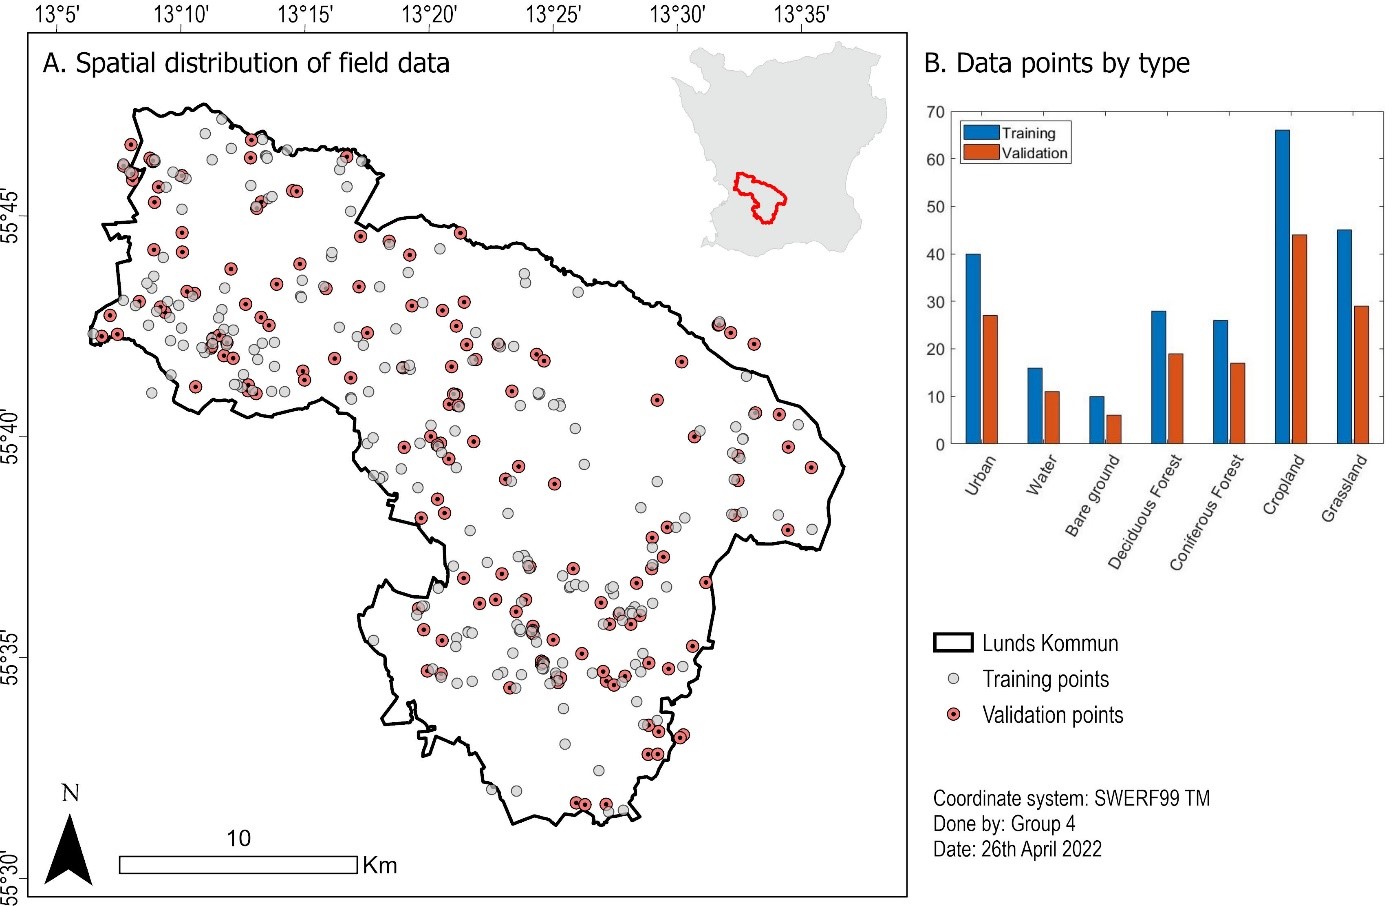 13°5' 13°10' 13°15' 13°20' 13°25' 13°30' 13°35'
A. Spatial distribution of field data
55°45'
55°40'
55°35'
55°30'
N
10
Km
B. Data points by type
70
60
50
40
30
20
10
0
Training
Validation
Urban
Water
Bare ground
Deciduous Forest
Coniferous Forest
Cropland
Grassland
Lunds Kommun
Training points
Validation points
Coordinate system: SWERF99 TM
Done by: Group 4
Date: 26th April 2022